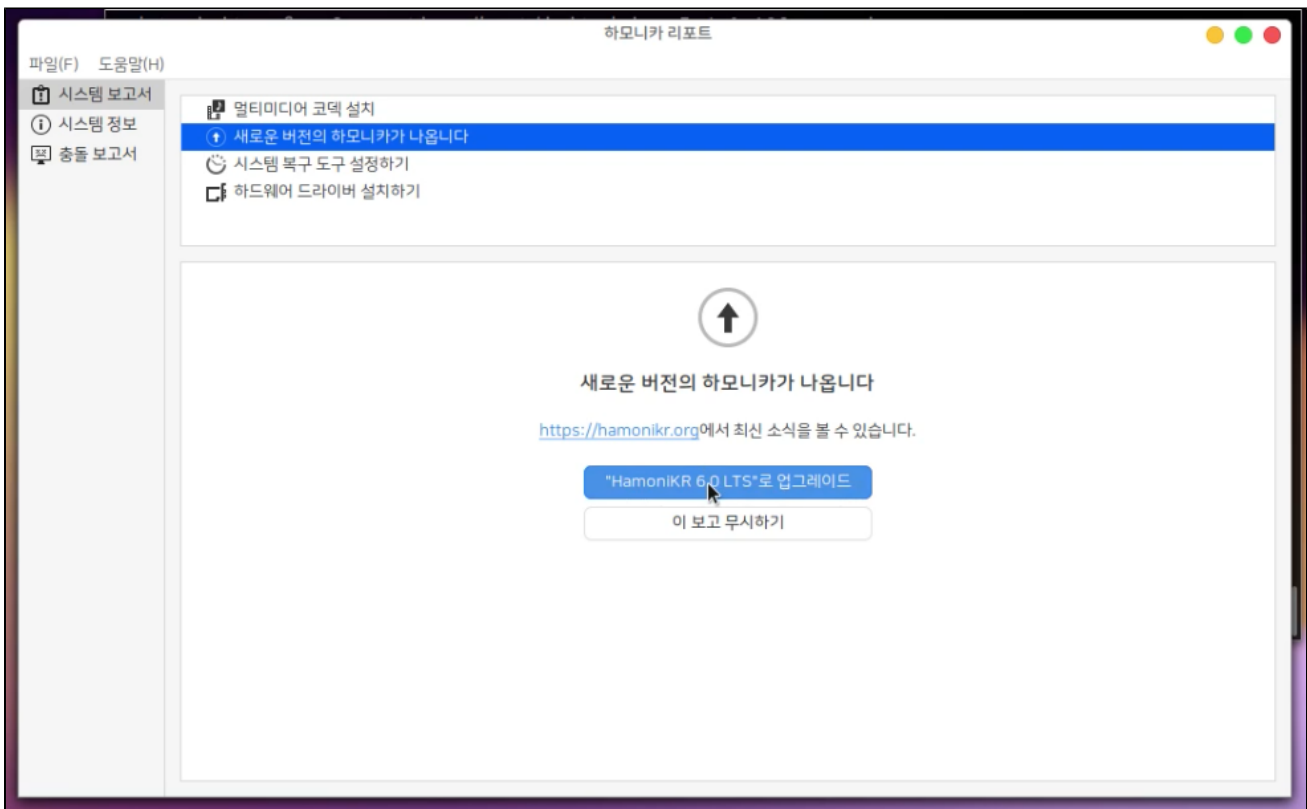 하모니카 리포트
파일(F) 도움말(H)
시스템 보고서
시스템 정보
충돌 보고서
멀티미디어 코덱 설치
새로운 버전의 하모니카가 나옵니다
시스템 복구 도구 설정하기
하드웨어 드라이버 설치하기
새로운 버전의 하모니카가 나옵니다
https://hamonikr.org에서 최신 소식을 볼 수 있습니다.
"HamoniKR 6.0 LTS"로 업그레이드
이 보고 무시하기